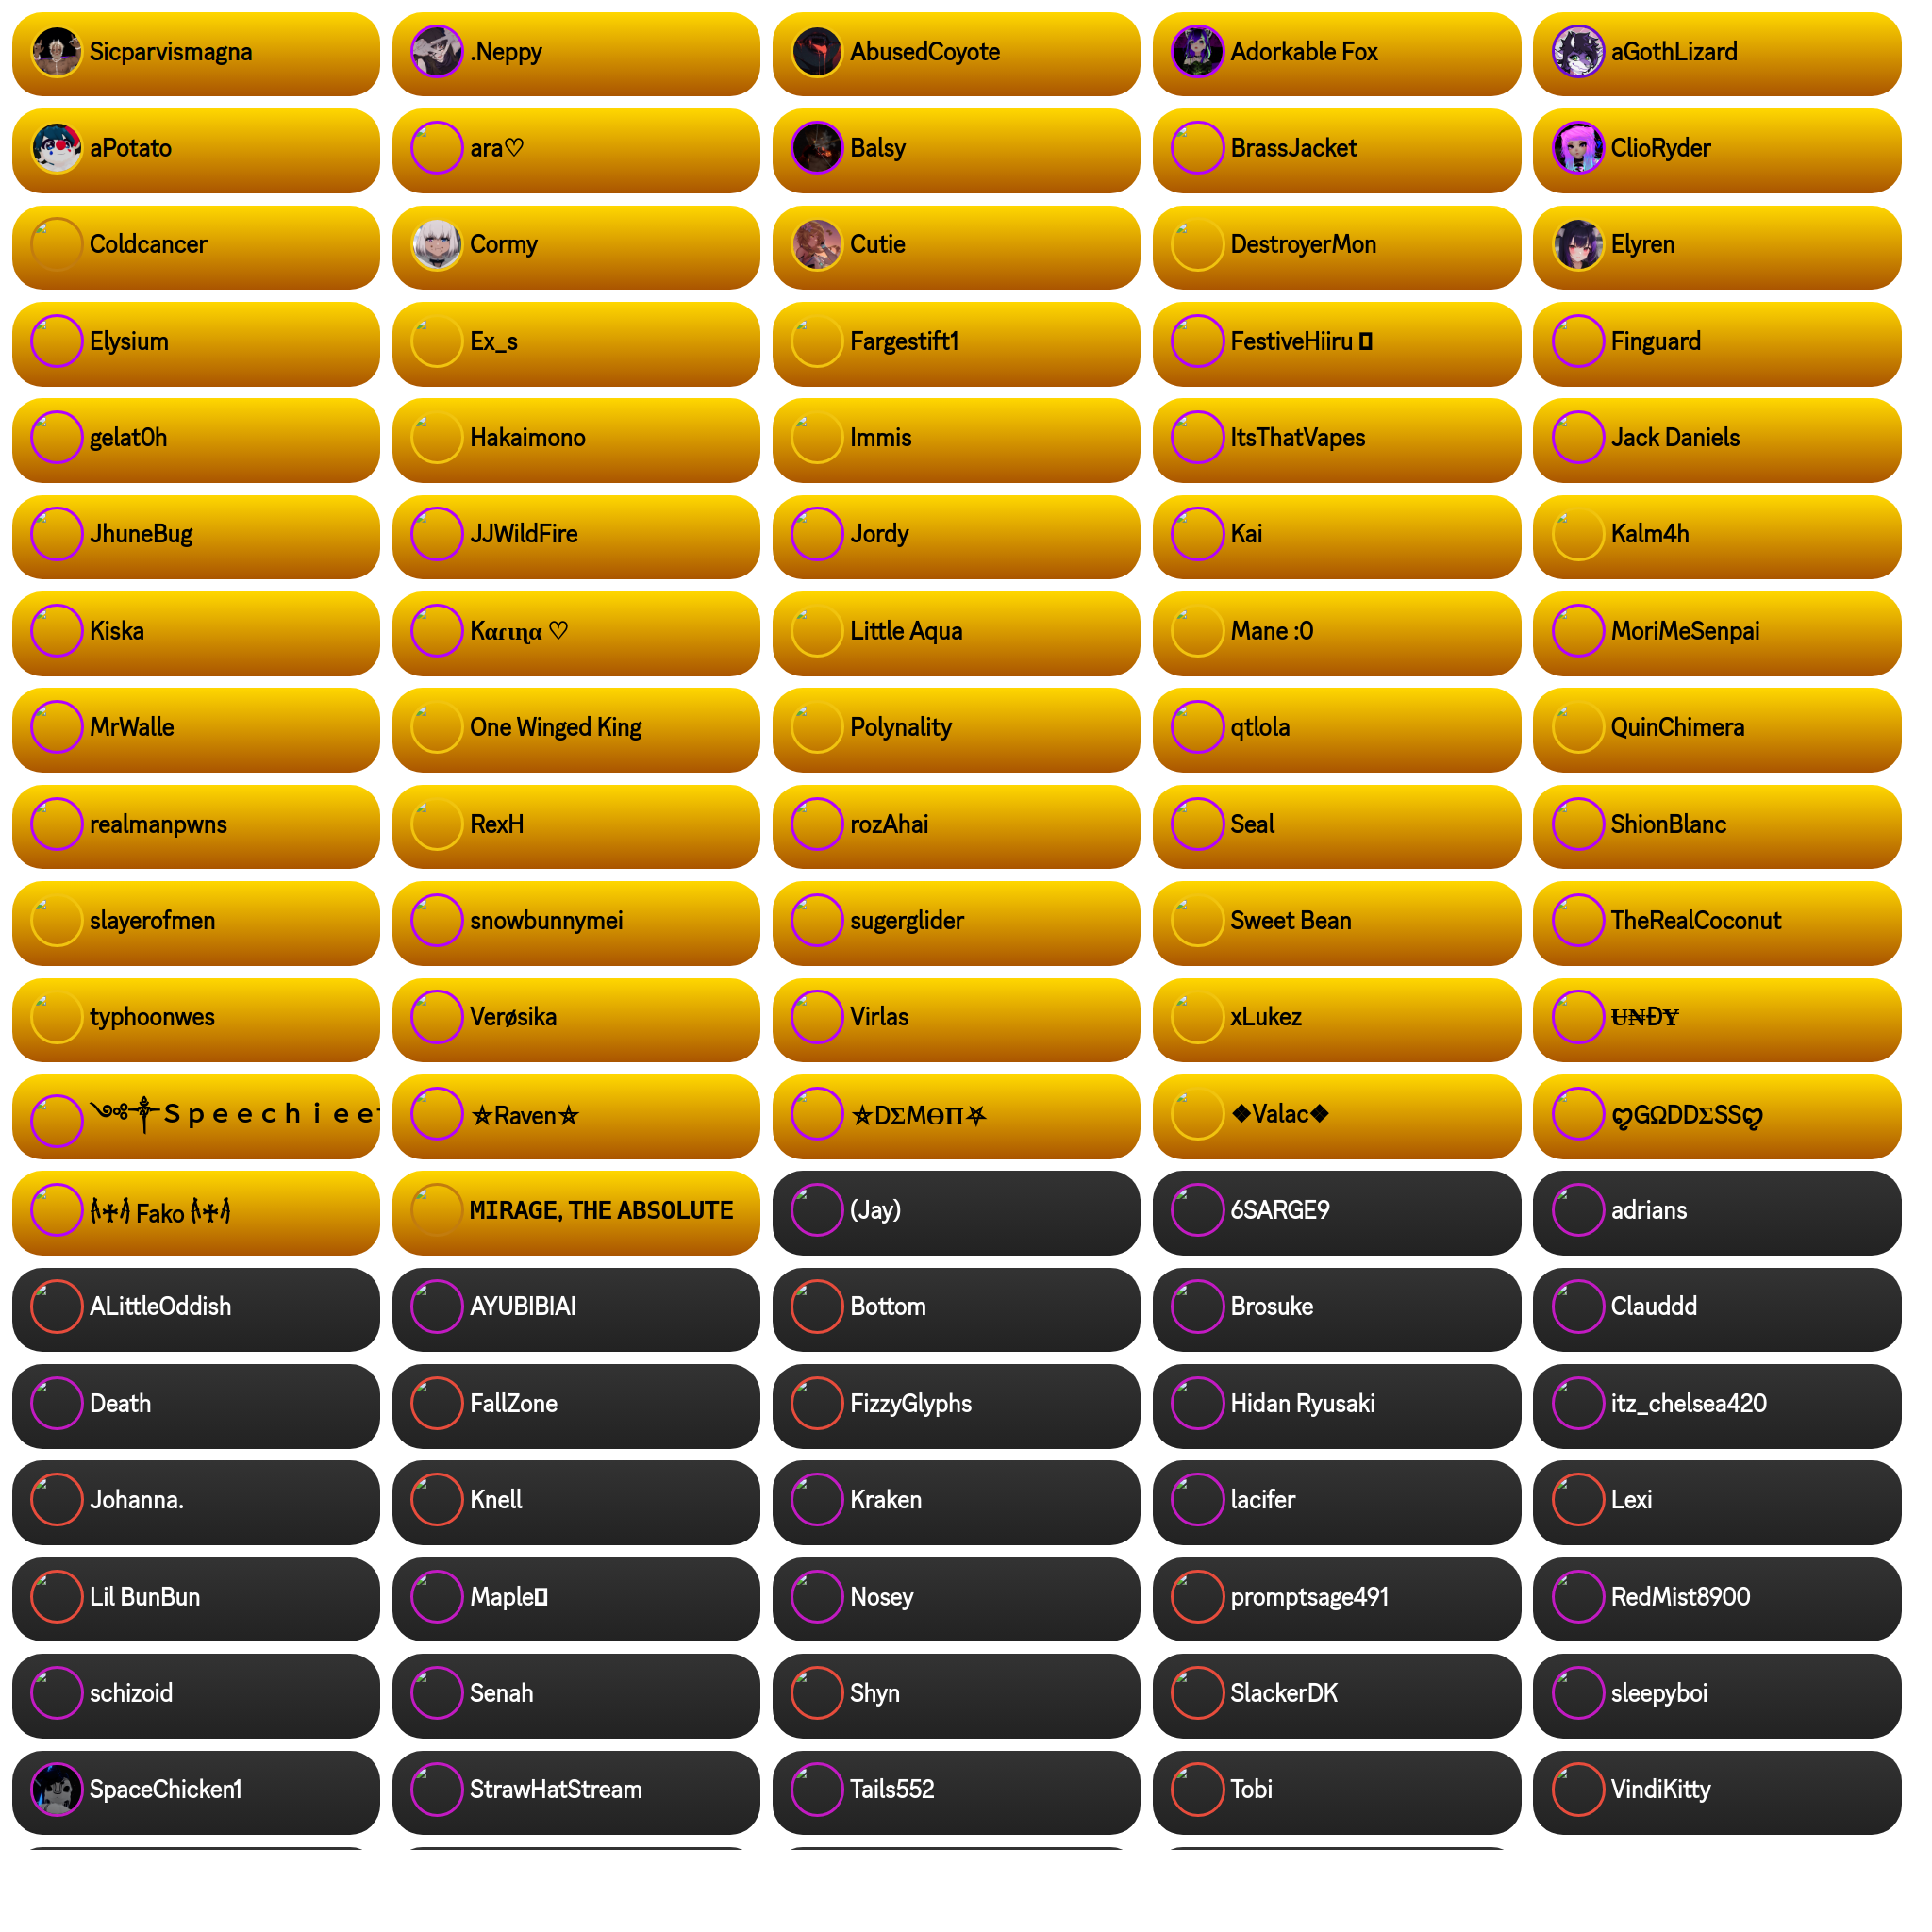 Sicparvismagna
.Neppy
AbusedCoyote
Adorkable Fox
aGothLizard
aPotato
ara♡
Balsy
BrassJacket
ClioRyder
Coldcancer
Cormy
Cutie
DestroyerMon
Elyren
Elysium
Ex_s
Fargestift1
FestiveHiiru
Finguard
gelat0h
Hakaimono
Immis
ItsThatVapes
Jack Daniels
JhuneBug
JJWildFire
Jordy
Kai
Kalm4h
Kiska
Kαɾιɳα ♡
Little Aqua
Mane :0
MoriMeSenpai
MrWalle
One Winged King
Polynality
qtlola
QuinChimera
realmanpwns
RexH
rozAhai
Seal
ShionBlanc
slayerofmen
snowbunnymei
sugerglider
Sweet Bean
TheRealCoconut
typhoonwes
Verøsika
Virlas
xLukez
U̶N̶ĐY̶
༺༒Ｓｐｅｅｃｈｉｅｅ
⛤Raven⛤
⛤DΣMӨП⛧
❖Valac❖
ღGΩDDΣSSღ
Fako
MIRAGE, THE ABSOLUTE
(Jay)
6SARGE9
adrians
ALittleOddish
AYUBIBIAI
Bottom
Brosuke
Clauddd
Death
FallZone
FizzyGlyphs
Hidan Ryusaki
itz_chelsea420
Johanna.
Knell
Kraken
lacifer
Lexi
Lil BunBun
Maple
Nosey
promptsage491
RedMist8900
schizoid
Senah
Shyn
SlackerDK
sleepyboi
SpaceChicken1
StrawHatStream
Tails552
Tobi
VindiKitty